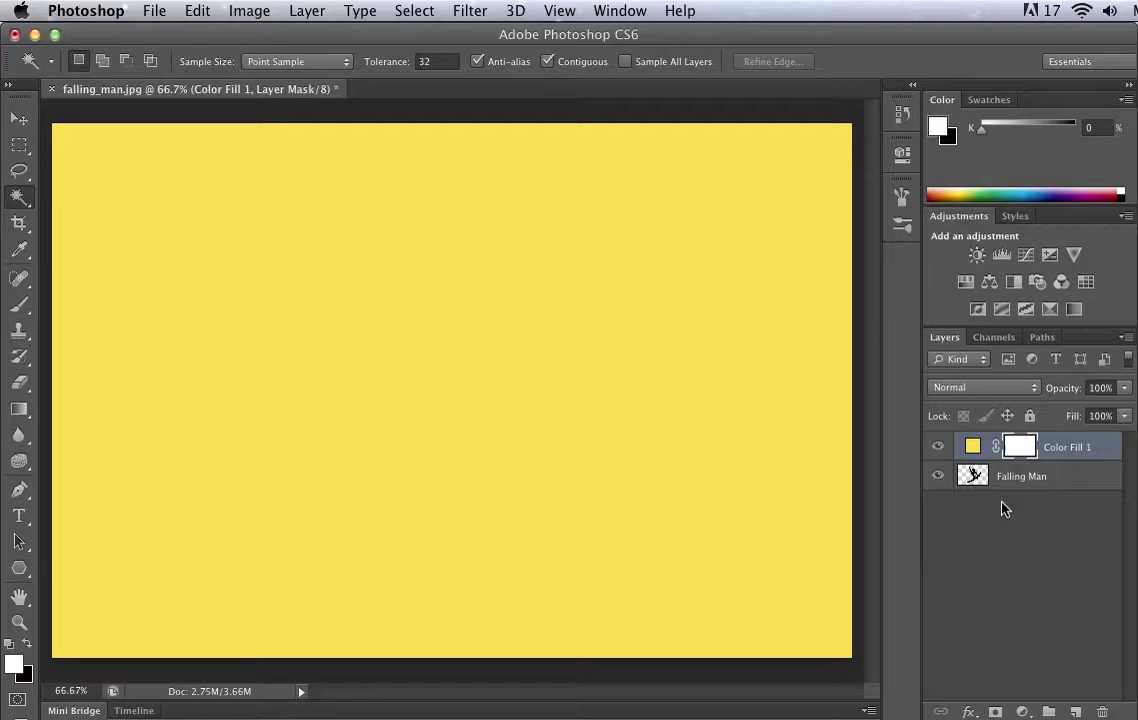 Photoshop File Edit Image Layer Type Select Filter 3D View Window Help 17
Adobe Photoshop CS6
Sample Size: Point Sample Tolerance: 32 Anti-alias Contiguous Sample All Layers Refine Edge... Essentials
falling_man.jpg @ 66.7% (Color Fill 1, Layer Mask/8) *
Color Swatches
K 0 %
Adjustments Styles
Add an adjustment
Layers Channels Paths
Kind
Normal Opacity: 100%
Lock: Fill: 100%
Color Fill 1
Falling Man
66.67% Doc: 2.75M/3.66M
Mini Bridge Timeline